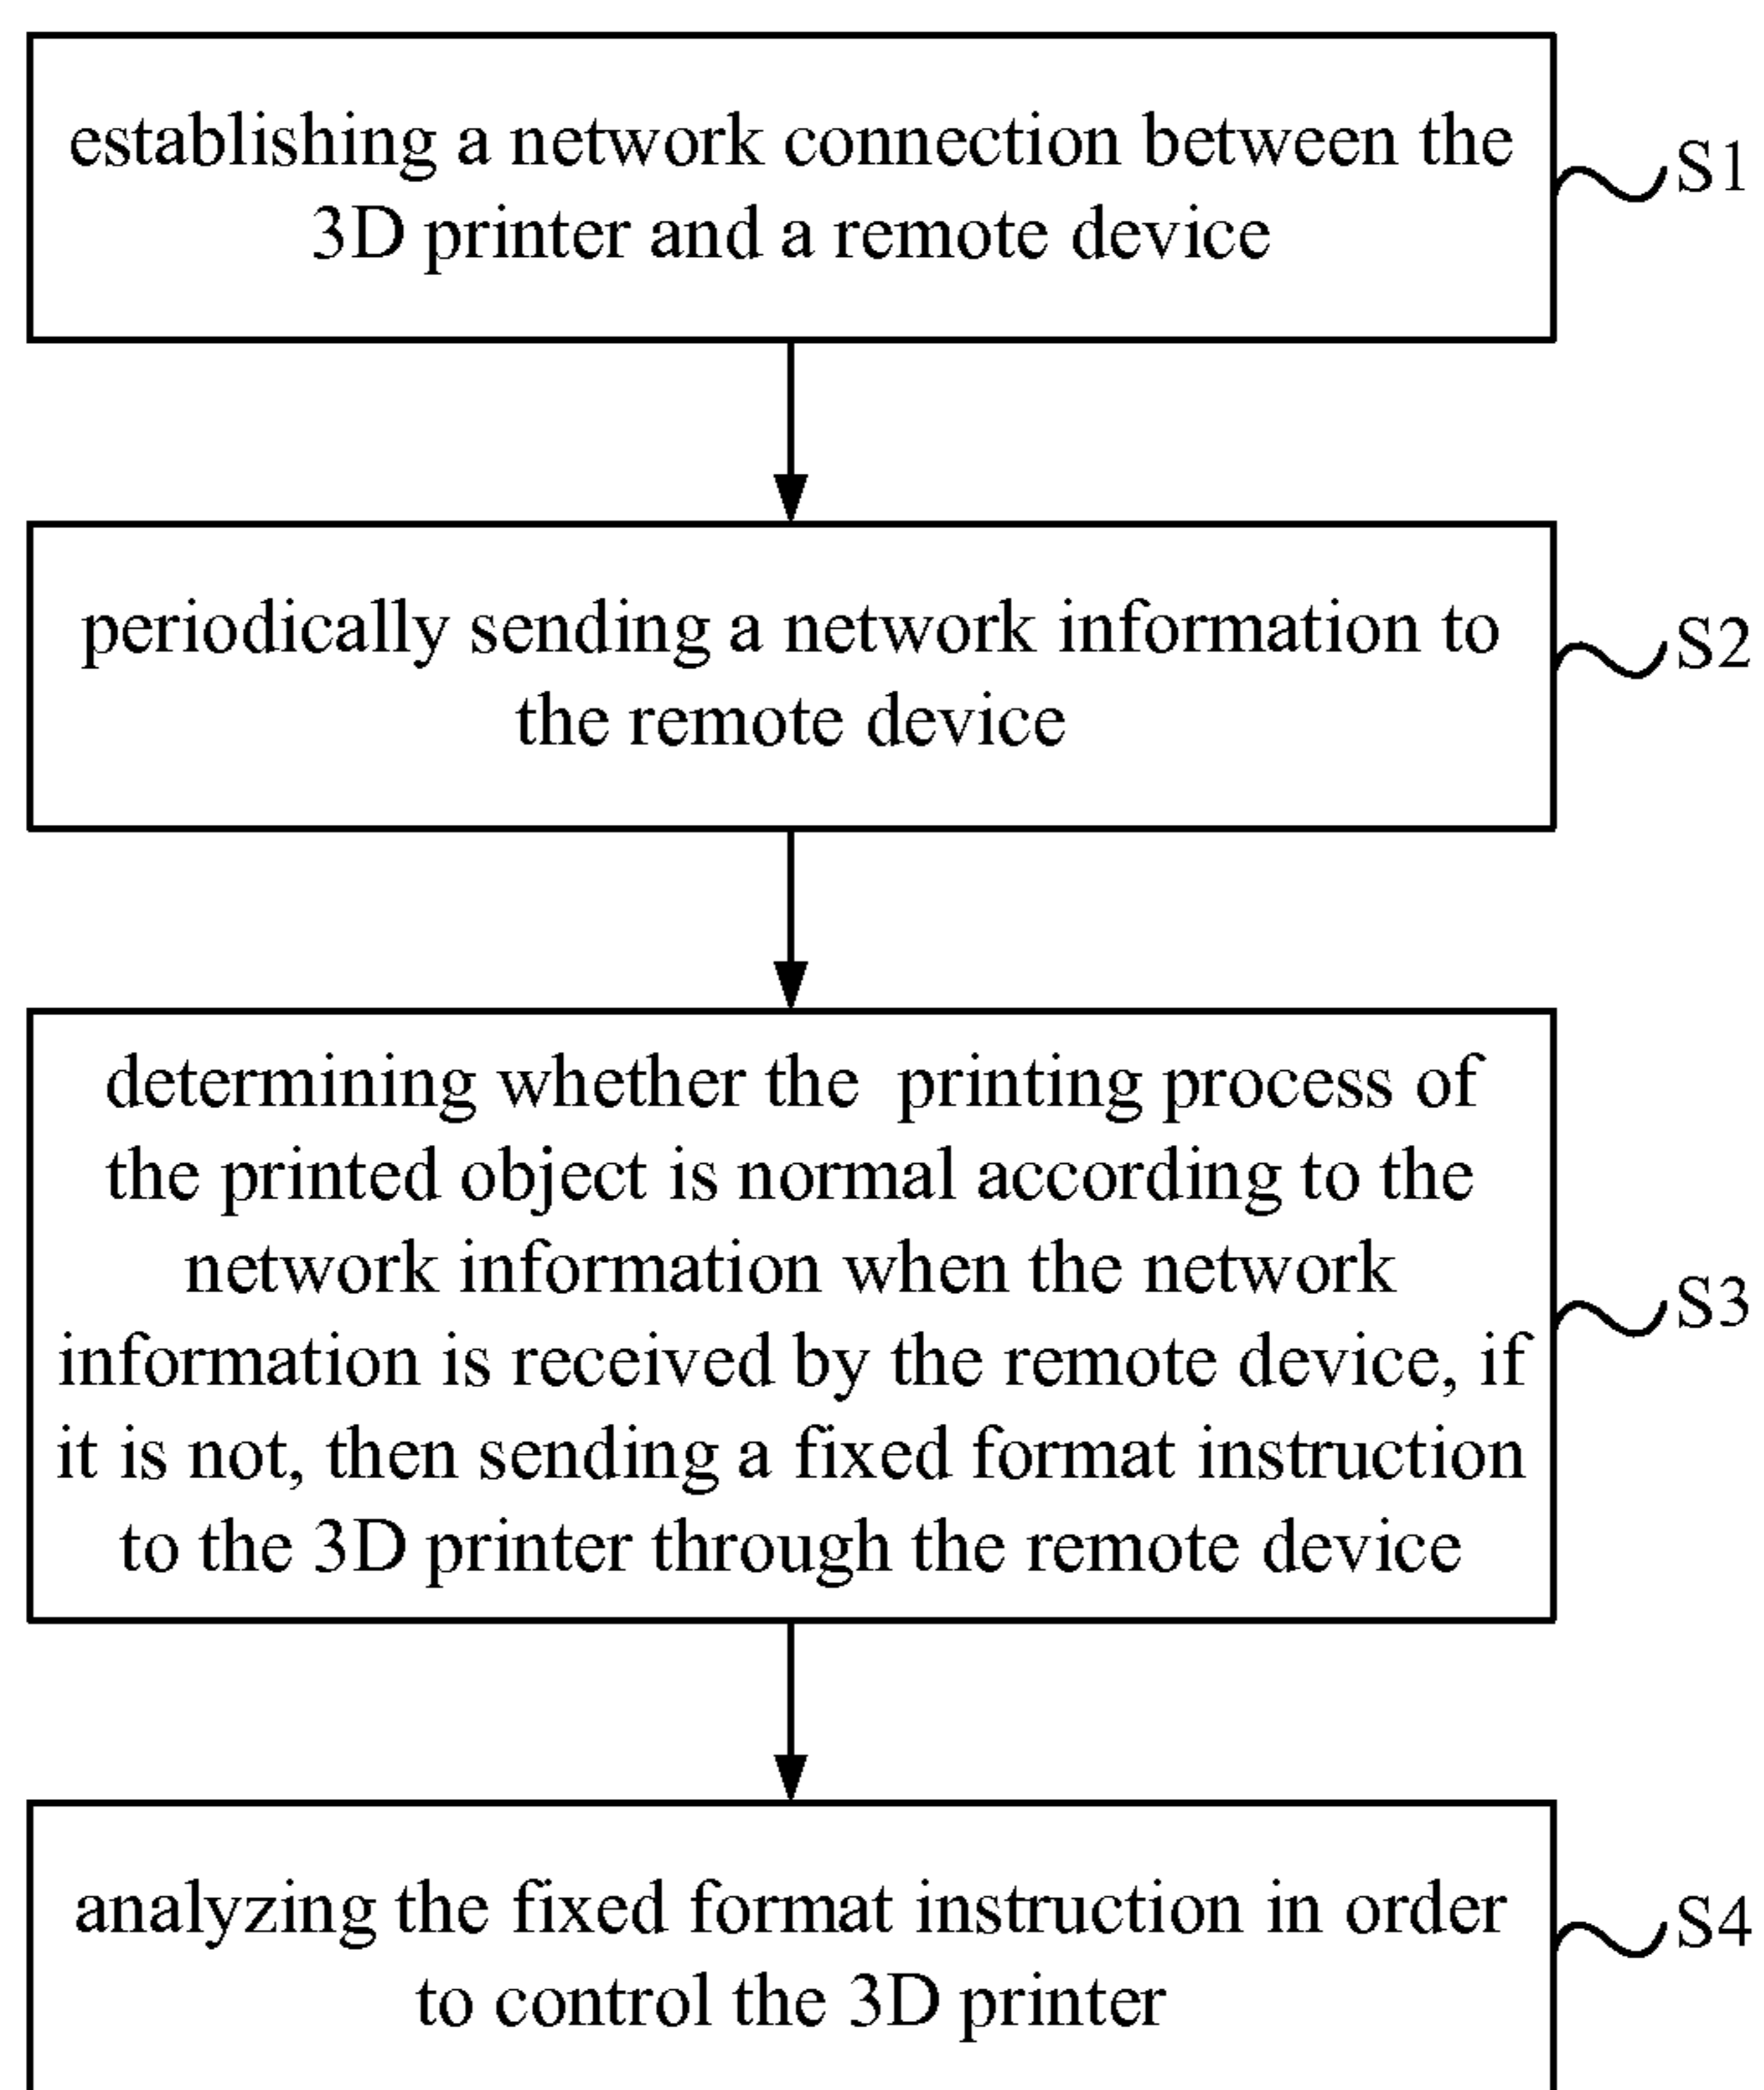 establishing a network connection between the
3D printer and a remote device
S1
periodically sending a network information to
the remote device
S2
determining whether the printing process of
the printed object is normal according to the
network information when the network
information is received by the remote device, if
it is not, then sending a fixed format instruction
to the 3D printer through the remote device
S3
analyzing the fixed format instruction in order
to control the 3D printer
S4